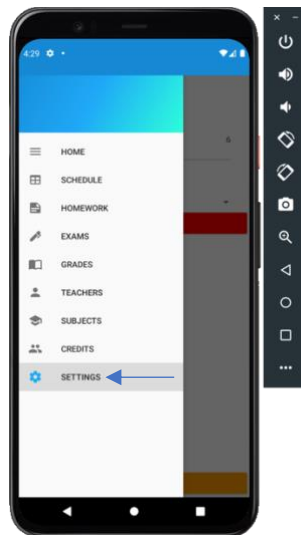 4:29
HOME
SCHEDULE
HOMEWORK
EXAMS
GRADES
TEACHERS
SUBJECTS
CREDITS
SETTINGS